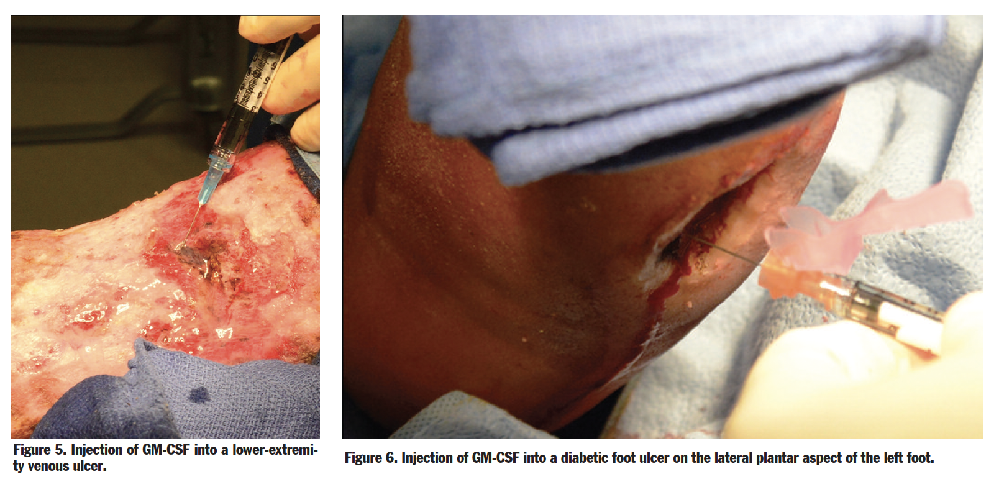 Figure 5. Injection of GM-CSF into a lower-extremi-
ty venous ulcer.
Figure 6. Injection of GM-CSF into a diabetic foot ulcer on the lateral plantar aspect of the left foot.